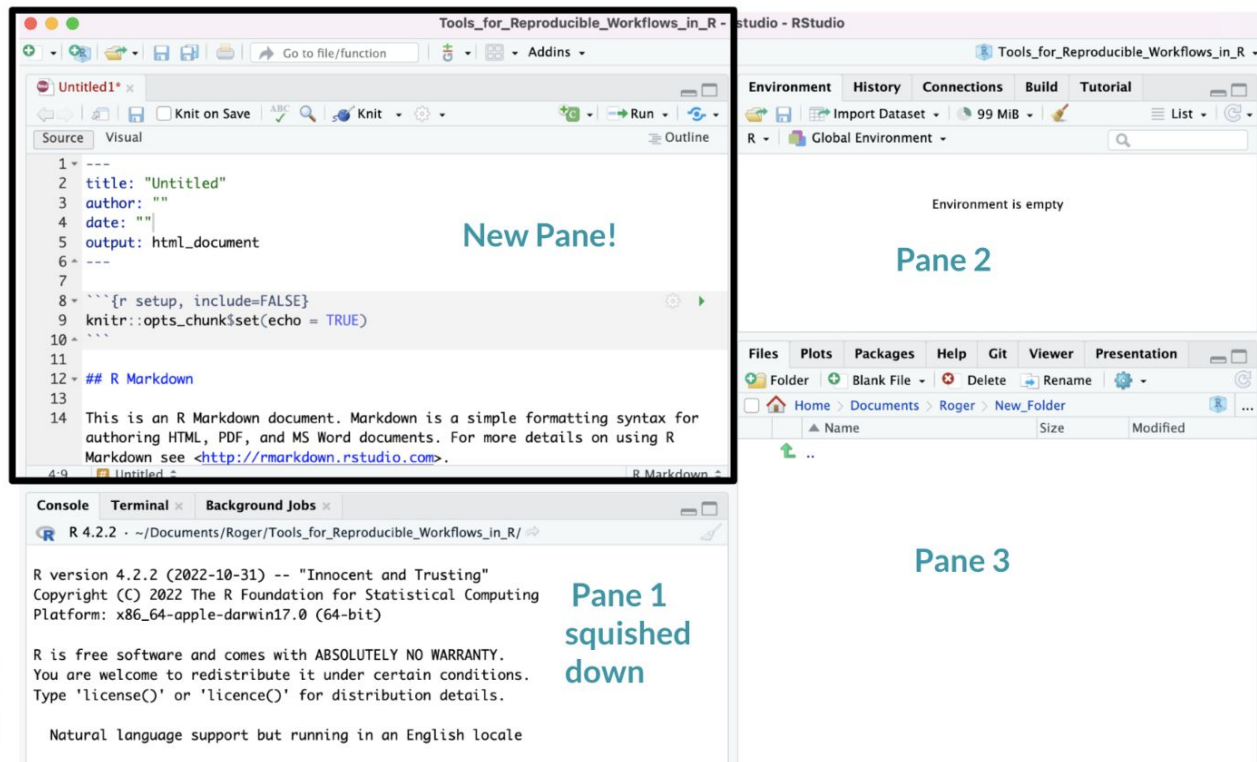 Tools_for_Reproducible_Workflows_in_R - rstudio - RStudio
Go to file/function Addins
Tools_for_Reproducible_Workflows_in_R
Untitled1*
Knit on Save ABC Knit Run
Source Visual Outline
1 ---
2 title: "Untitled"
3 author: ""
4 date: ""
5 output: html_document
6 ---
7
8 ```{r setup, include=FALSE}
9 knitr::opts_chunk$set(echo = TRUE)
10 ```
11
12 ## R Markdown
13
14 This is an R Markdown document. Markdown is a simple formatting syntax for
authoring HTML, PDF, and MS Word documents. For more details on using R
Markdown see <http://rmarkdown.rstudio.com>.
4:9 # Untitled R Markdown
New Pane!
Environment History Connections Build Tutorial
Import Dataset 99 MiB List
R Global Environment
Environment is empty
Pane 2
Files Plots Packages Help Git Viewer Presentation
Folder Blank File Delete Rename
Home > Documents > Roger > New_Folder R ...
Name Size Modified
..
Pane 3
Console Terminal Background Jobs
R R 4.2.2 · ~/Documents/Roger/Tools_for_Reproducible_Workflows_in_R/
R version 4.2.2 (2022-10-31) -- "Innocent and Trusting"
Copyright (C) 2022 The R Foundation for Statistical Computing
Platform: x86_64-apple-darwin17.0 (64-bit)
R is free software and comes with ABSOLUTELY NO WARRANTY.
You are welcome to redistribute it under certain conditions.
Type 'license()' or 'licence()' for distribution details.
Natural language support but running in an English locale
Pane 1
squished
down